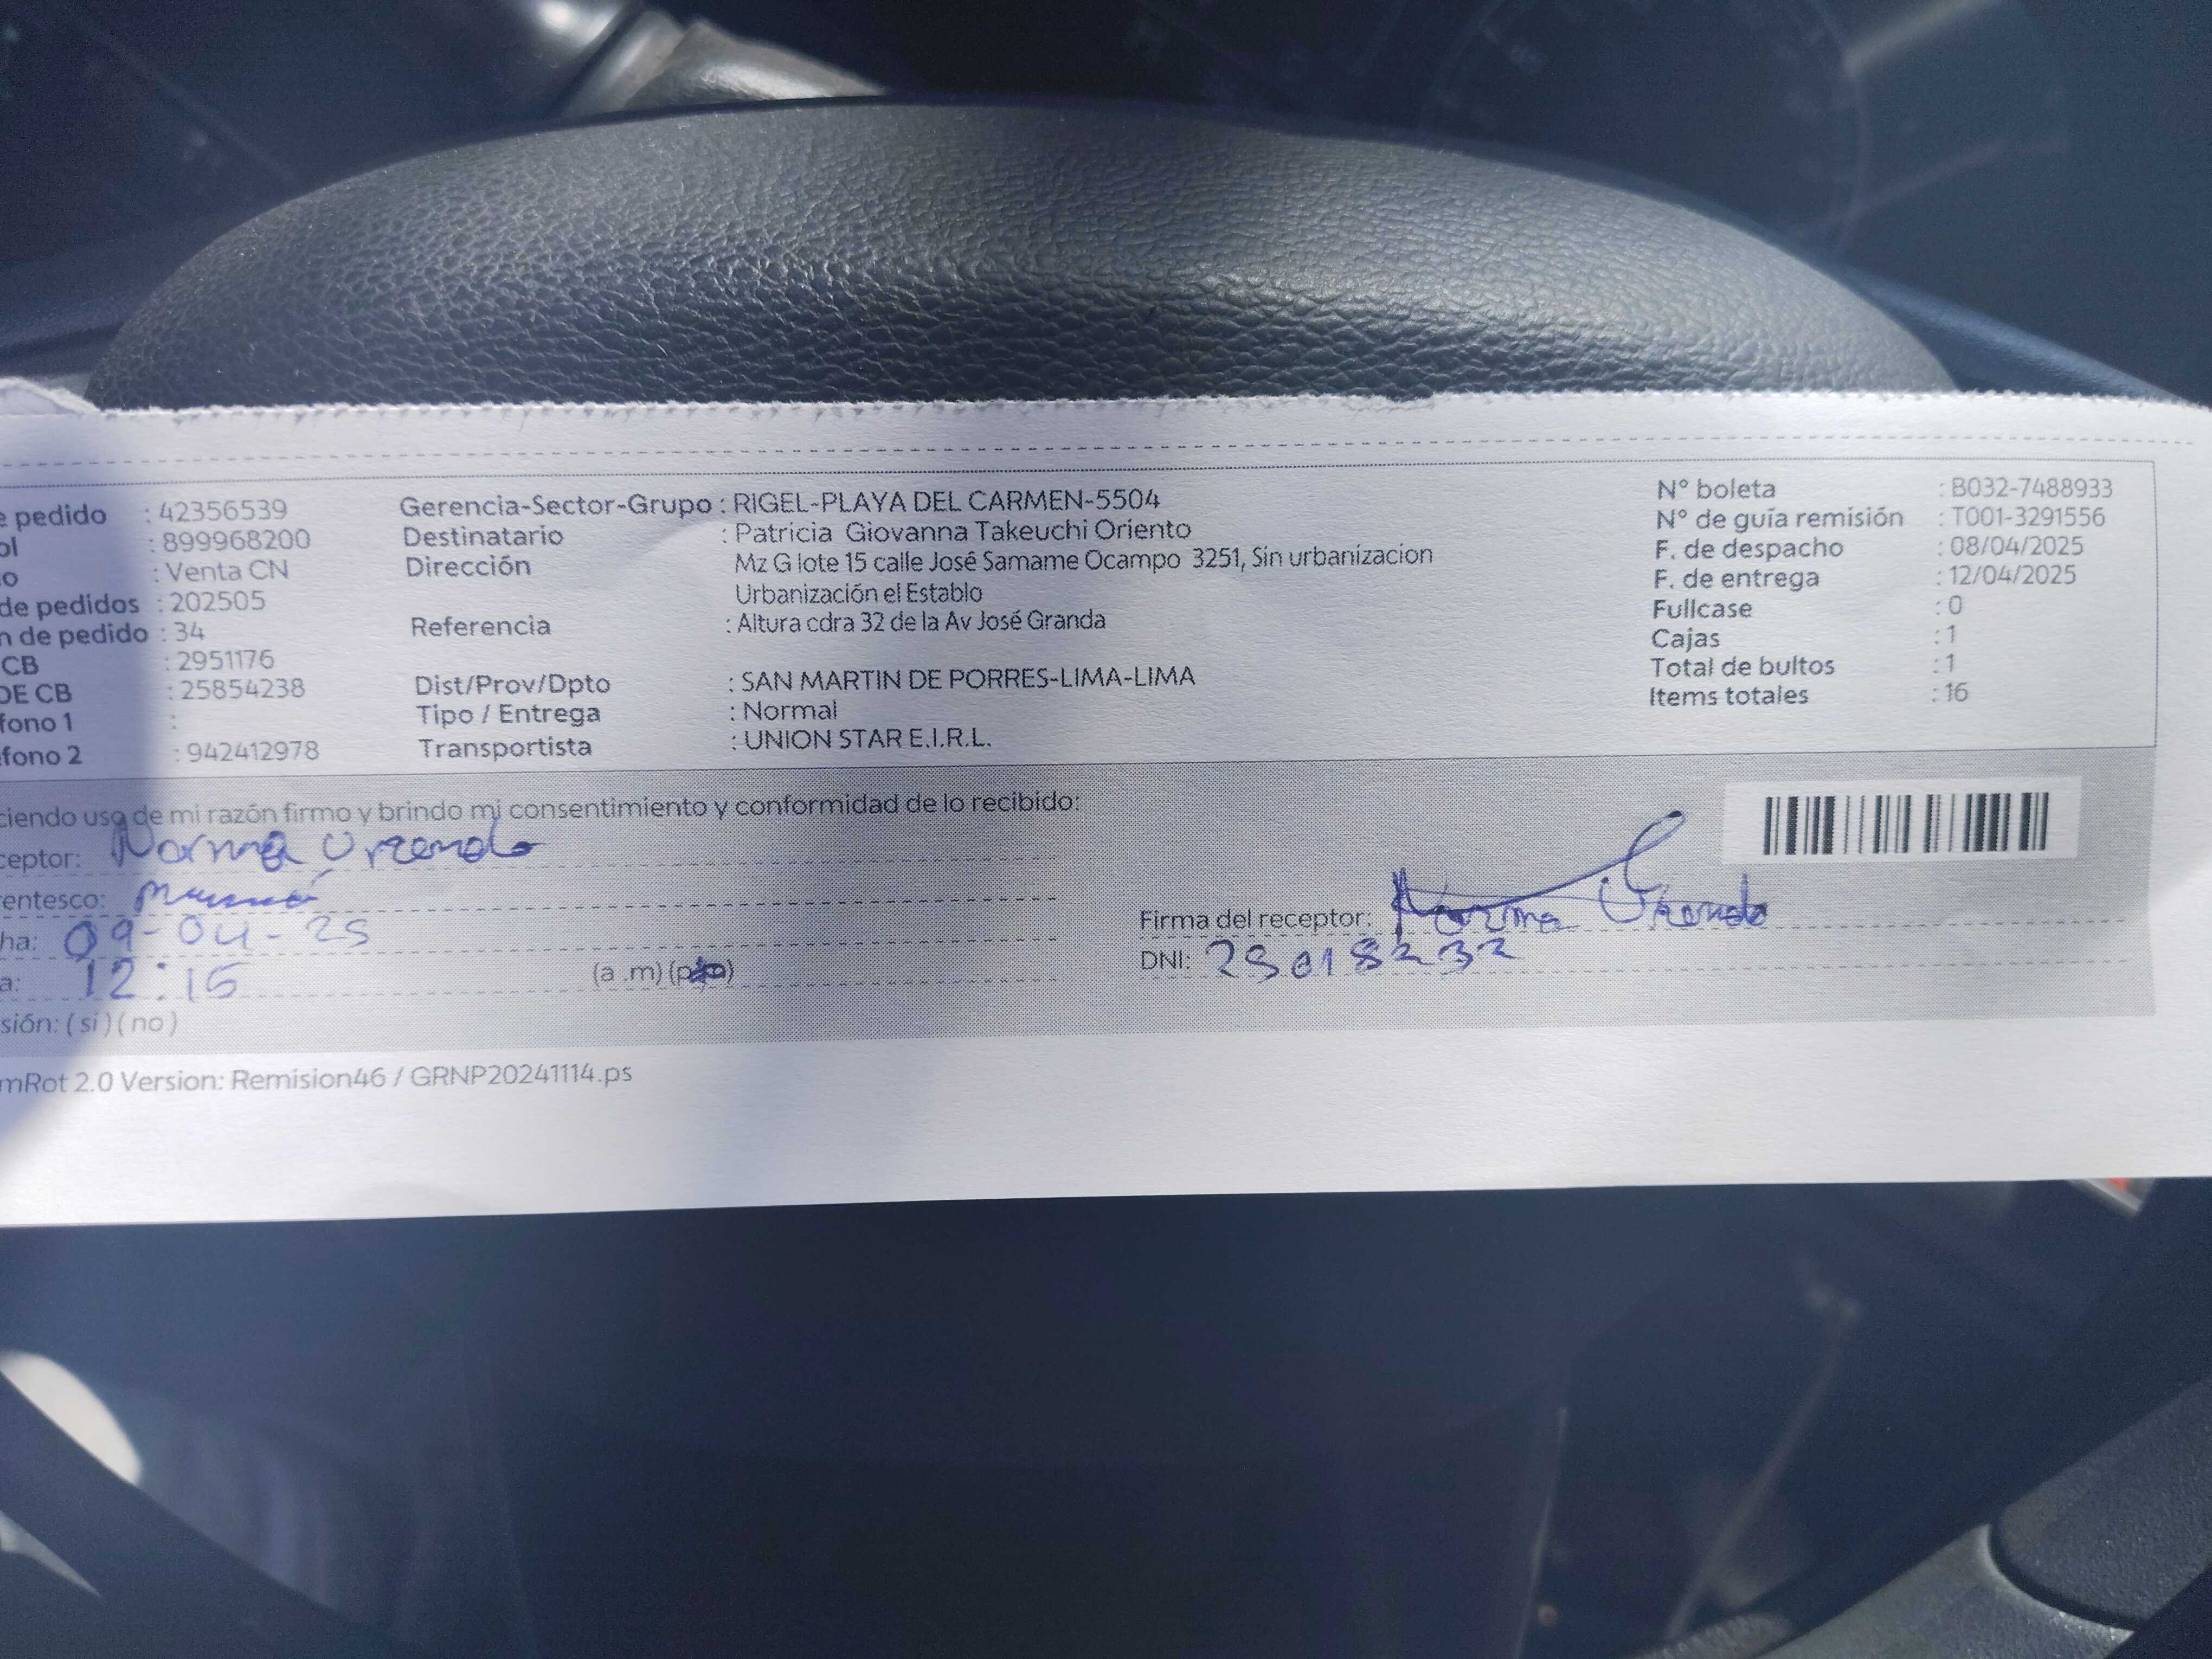 e pedido : 42356539
ol : 899968200
o : Venta CN
de pedidos : 202505
n de pedido : 34
CB : 2951176
DE CB : 25854238
fono 1 :
fono 2 : 942412978
Gerencia-Sector-Grupo : RIGEL-PLAYA DEL CARMEN-5504
Destinatario : Patricia Giovanna Takeuchi Oriento
Dirección Mz G lote 15 calle José Samame Ocampo 3251, Sin urbanizacion
Urbanización el Establo
Referencia : Altura cdra 32 de la Av José Granda
Dist/Prov/Dpto : SAN MARTIN DE PORRES-LIMA-LIMA
Tipo / Entrega : Normal
Transportista : UNION STAR E.I.R.L.
N° boleta : B032-7488933
N° de guía remisión : T001-3291556
F. de despacho : 08/04/2025
F. de entrega : 12/04/2025
Fullcase : 0
Cajas : 1
Total de bultos : 1
Items totales : 16
ciendo uso de mi razón firmo y brindo mi consentimiento y conformidad de lo recibido:
ceptor: Norma
entesco: mamá
ha: 09-04-25
a: 12:15 (a .m) (p
sión: ( si ) ( no )
Firma del receptor: Norma
DNI:
mRot 2.0 Version: Remision46 / GRNP20241114.ps